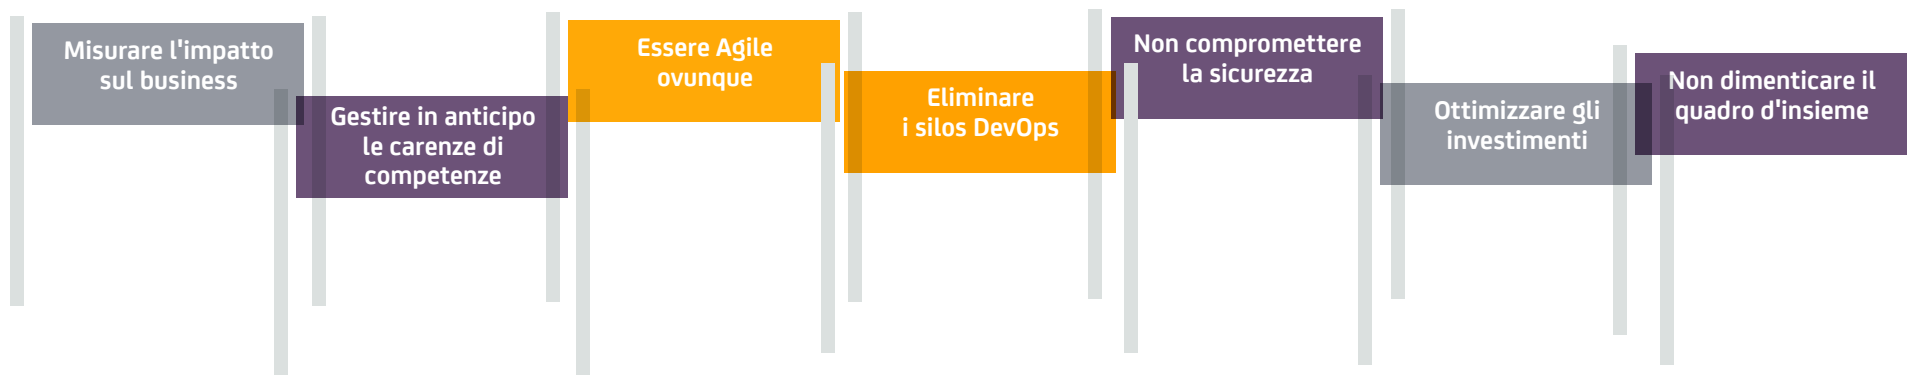 Misurare l'impatto
sul business
Gestire in anticipo
le carenze di
competenze
Essere Agile
ovunque
Eliminare
i silos DevOps
Non compromettere
la sicurezza
Ottimizzare gli
investimenti
Non dimenticare il
quadro d'insieme